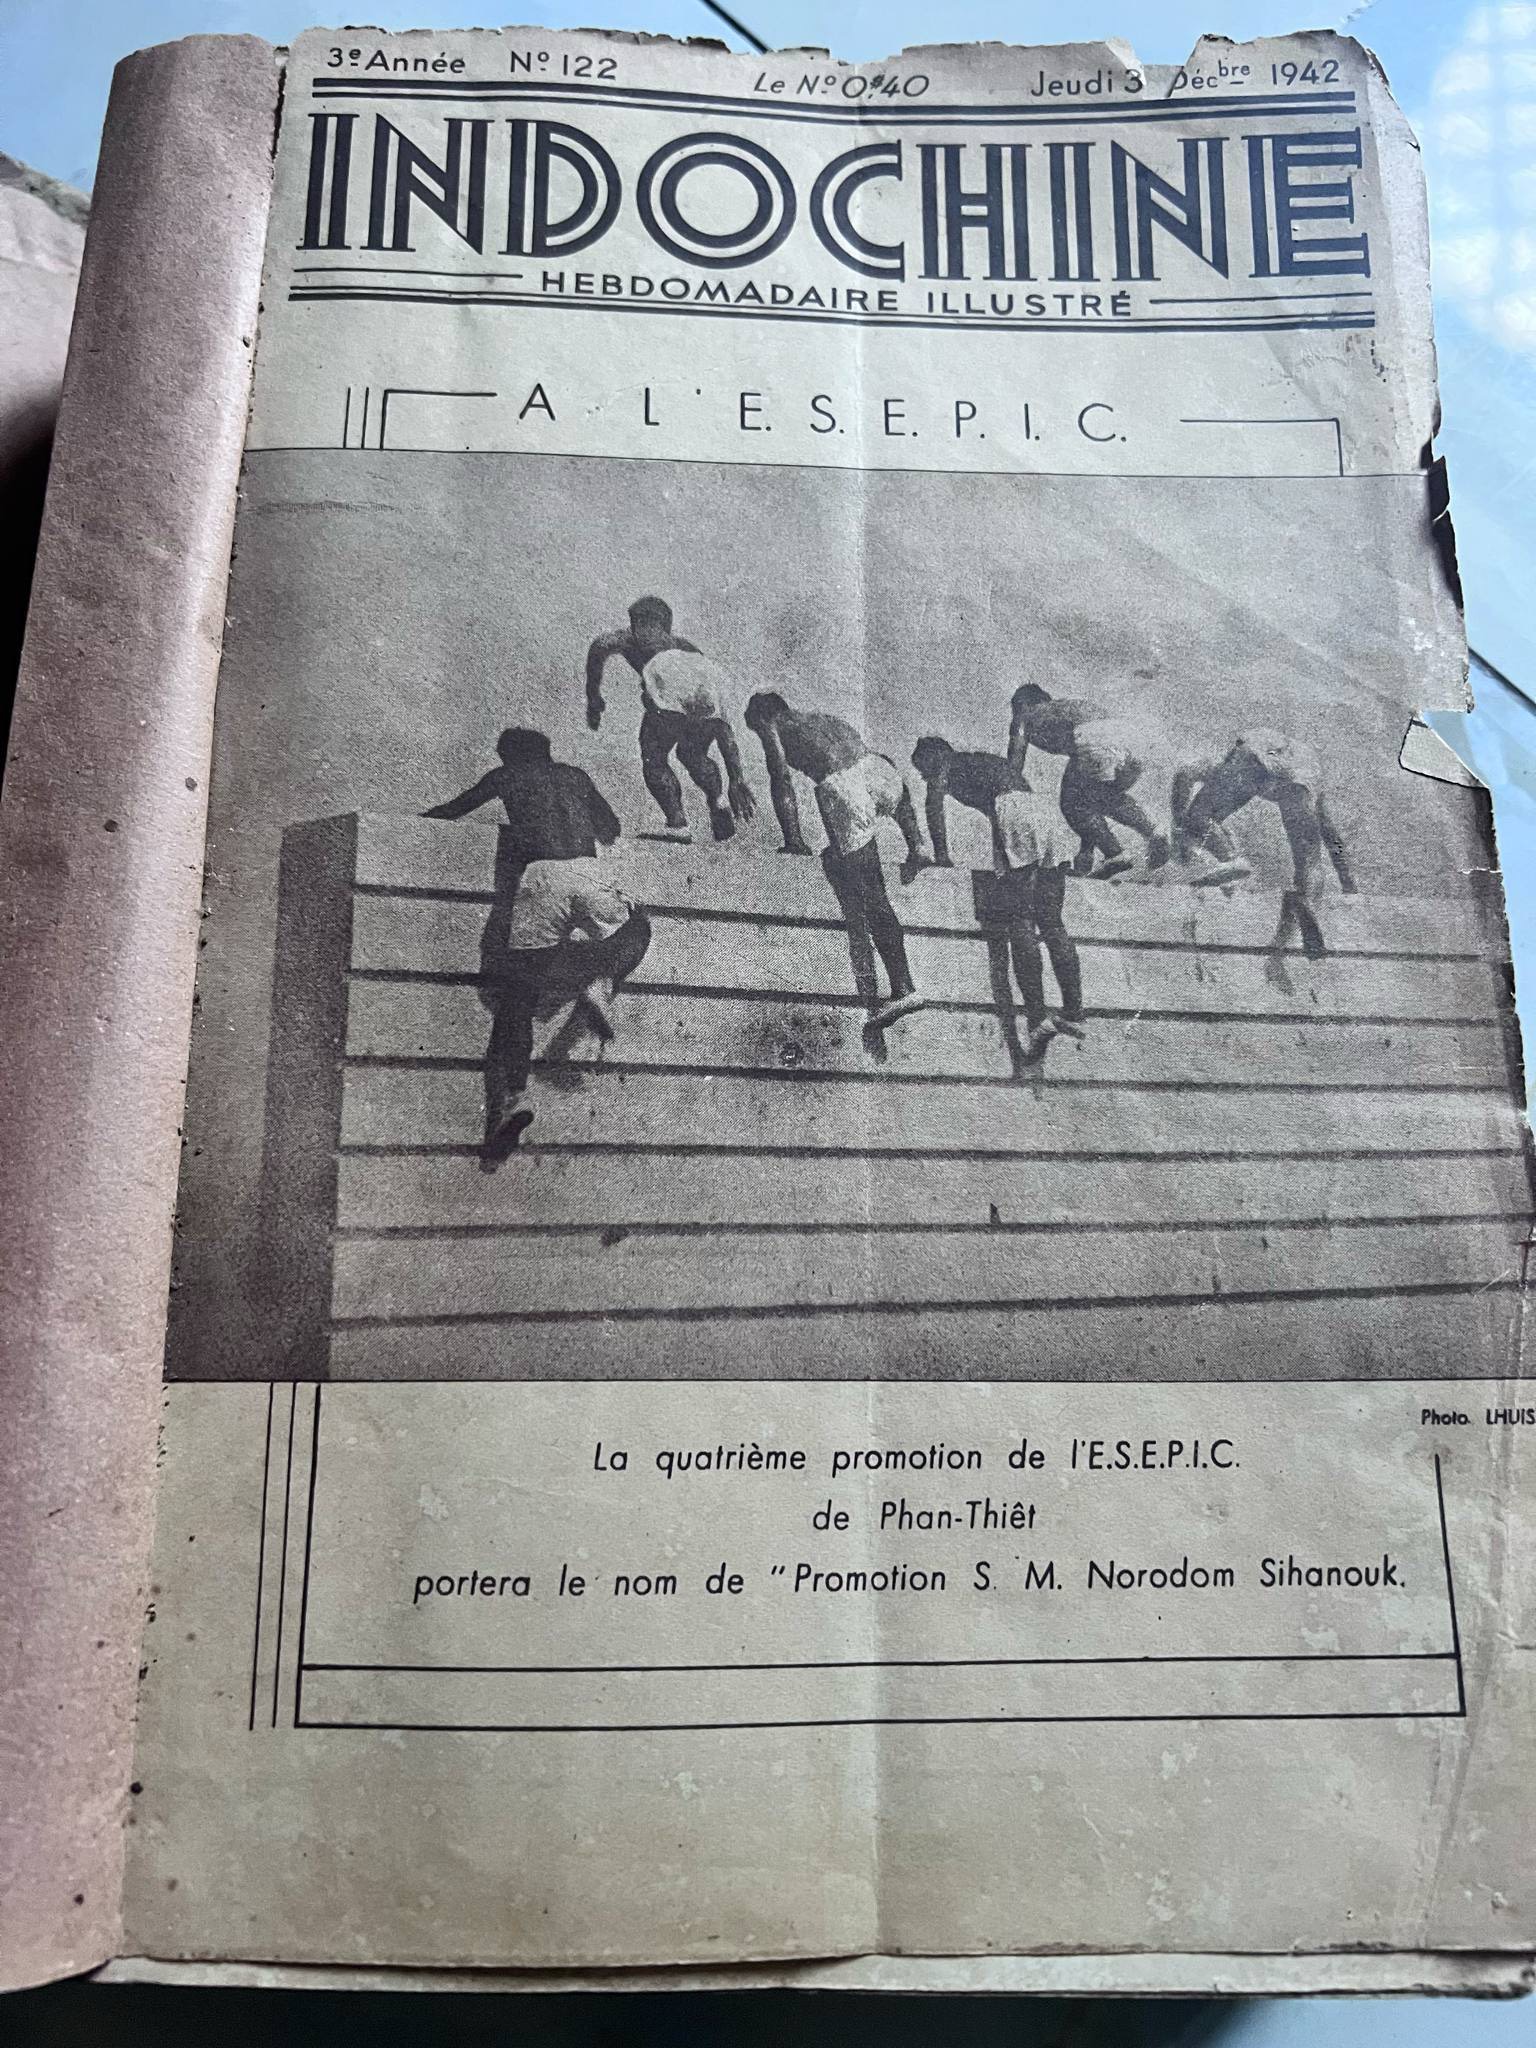 3e Année N° 122 Le N° 0$40 Jeudi 3 Décbre 1942
INDOCHINE
HEBDOMADAIRE ILLUSTRÉ
A L'E.S.E.P.I.C.
Photo LHUIS
La quatrième promotion de l'E.S.E.P.I.C.
de Phan-Thiêt
portera le nom de "Promotion S. M. Norodom Sihanouk.